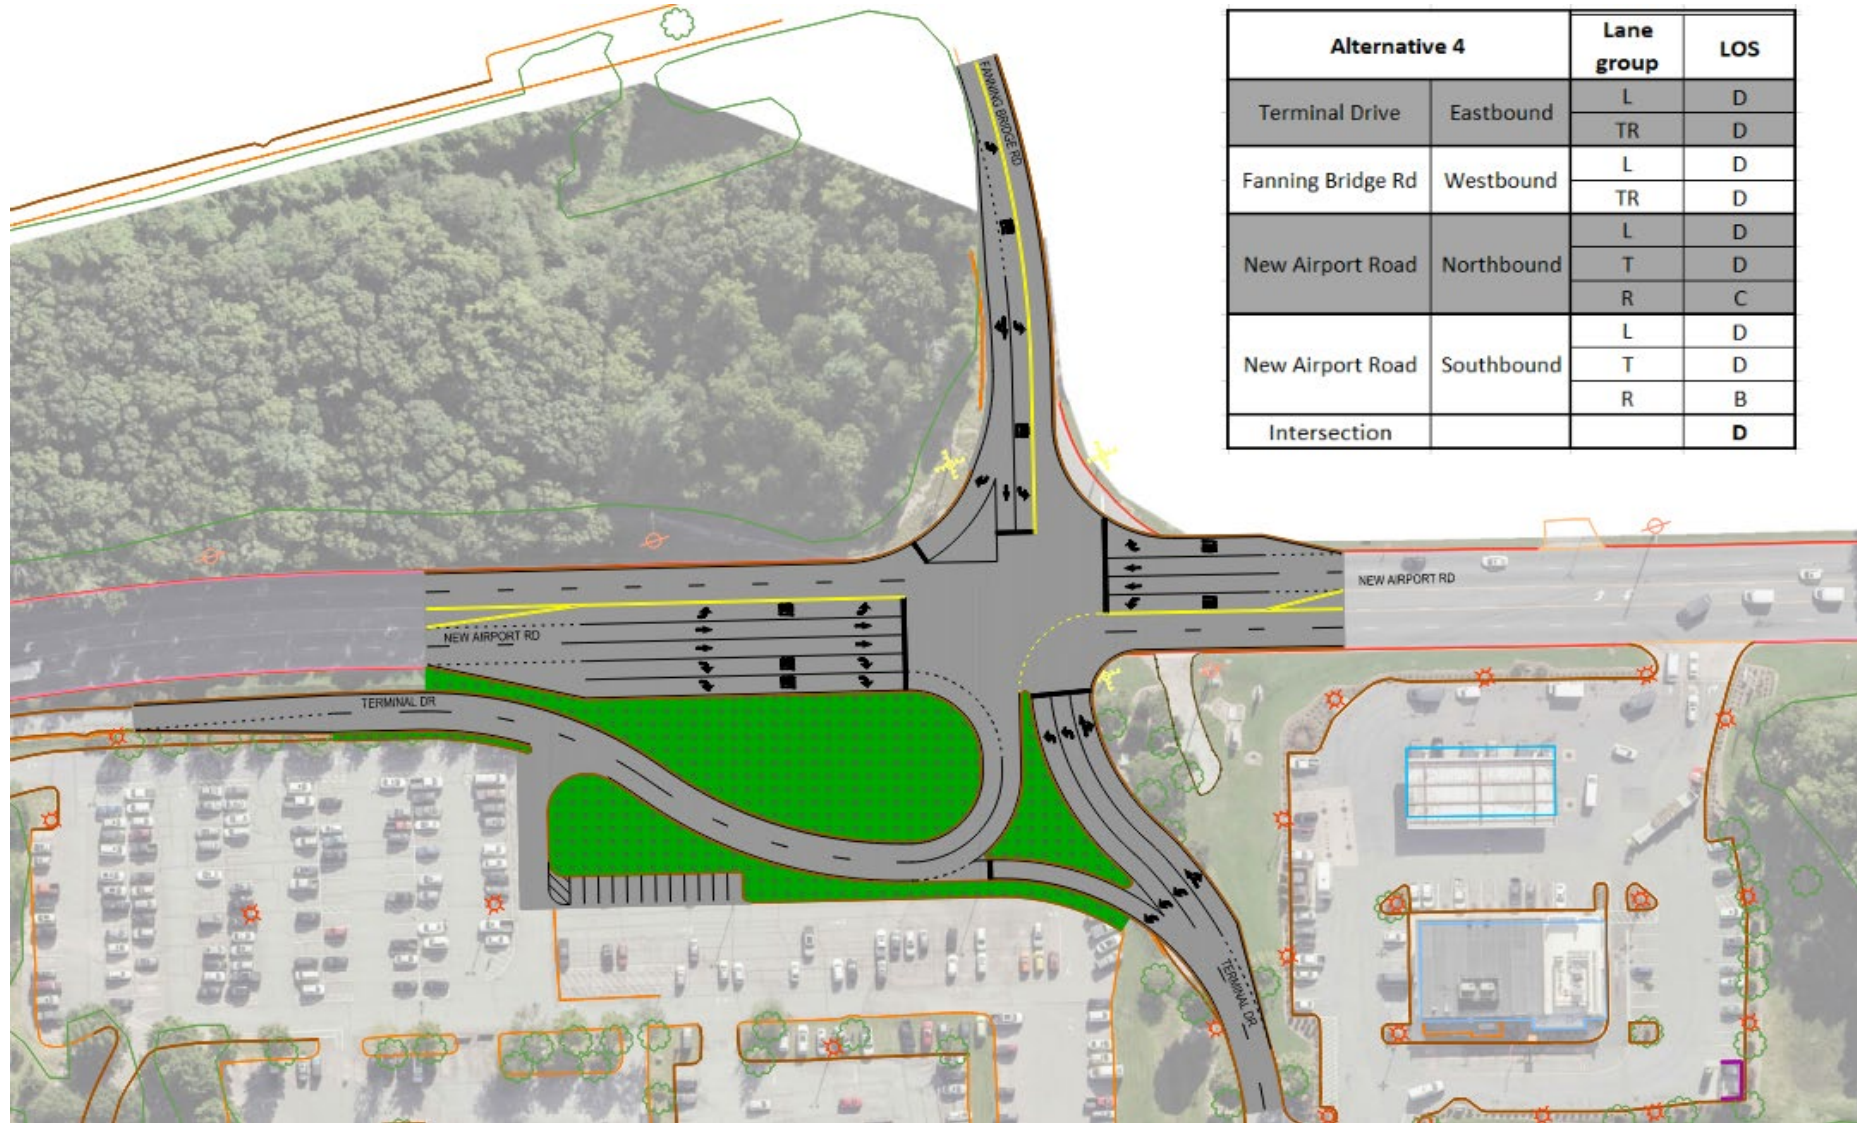 Alternative 4
Lane group
LOS
Terminal Drive
Eastbound
L
D
TR
D
Fanning Bridge Rd
Westbound
L
D
TR
D
New Airport Road
Northbound
L
D
T
D
R
C
New Airport Road
Southbound
L
D
T
D
R
B
Intersection
D
FANNING BRIDGE RD
NEW AIRPORT RD
NEW AIRPORT RD
TERMINAL DR
TERMINAL DR